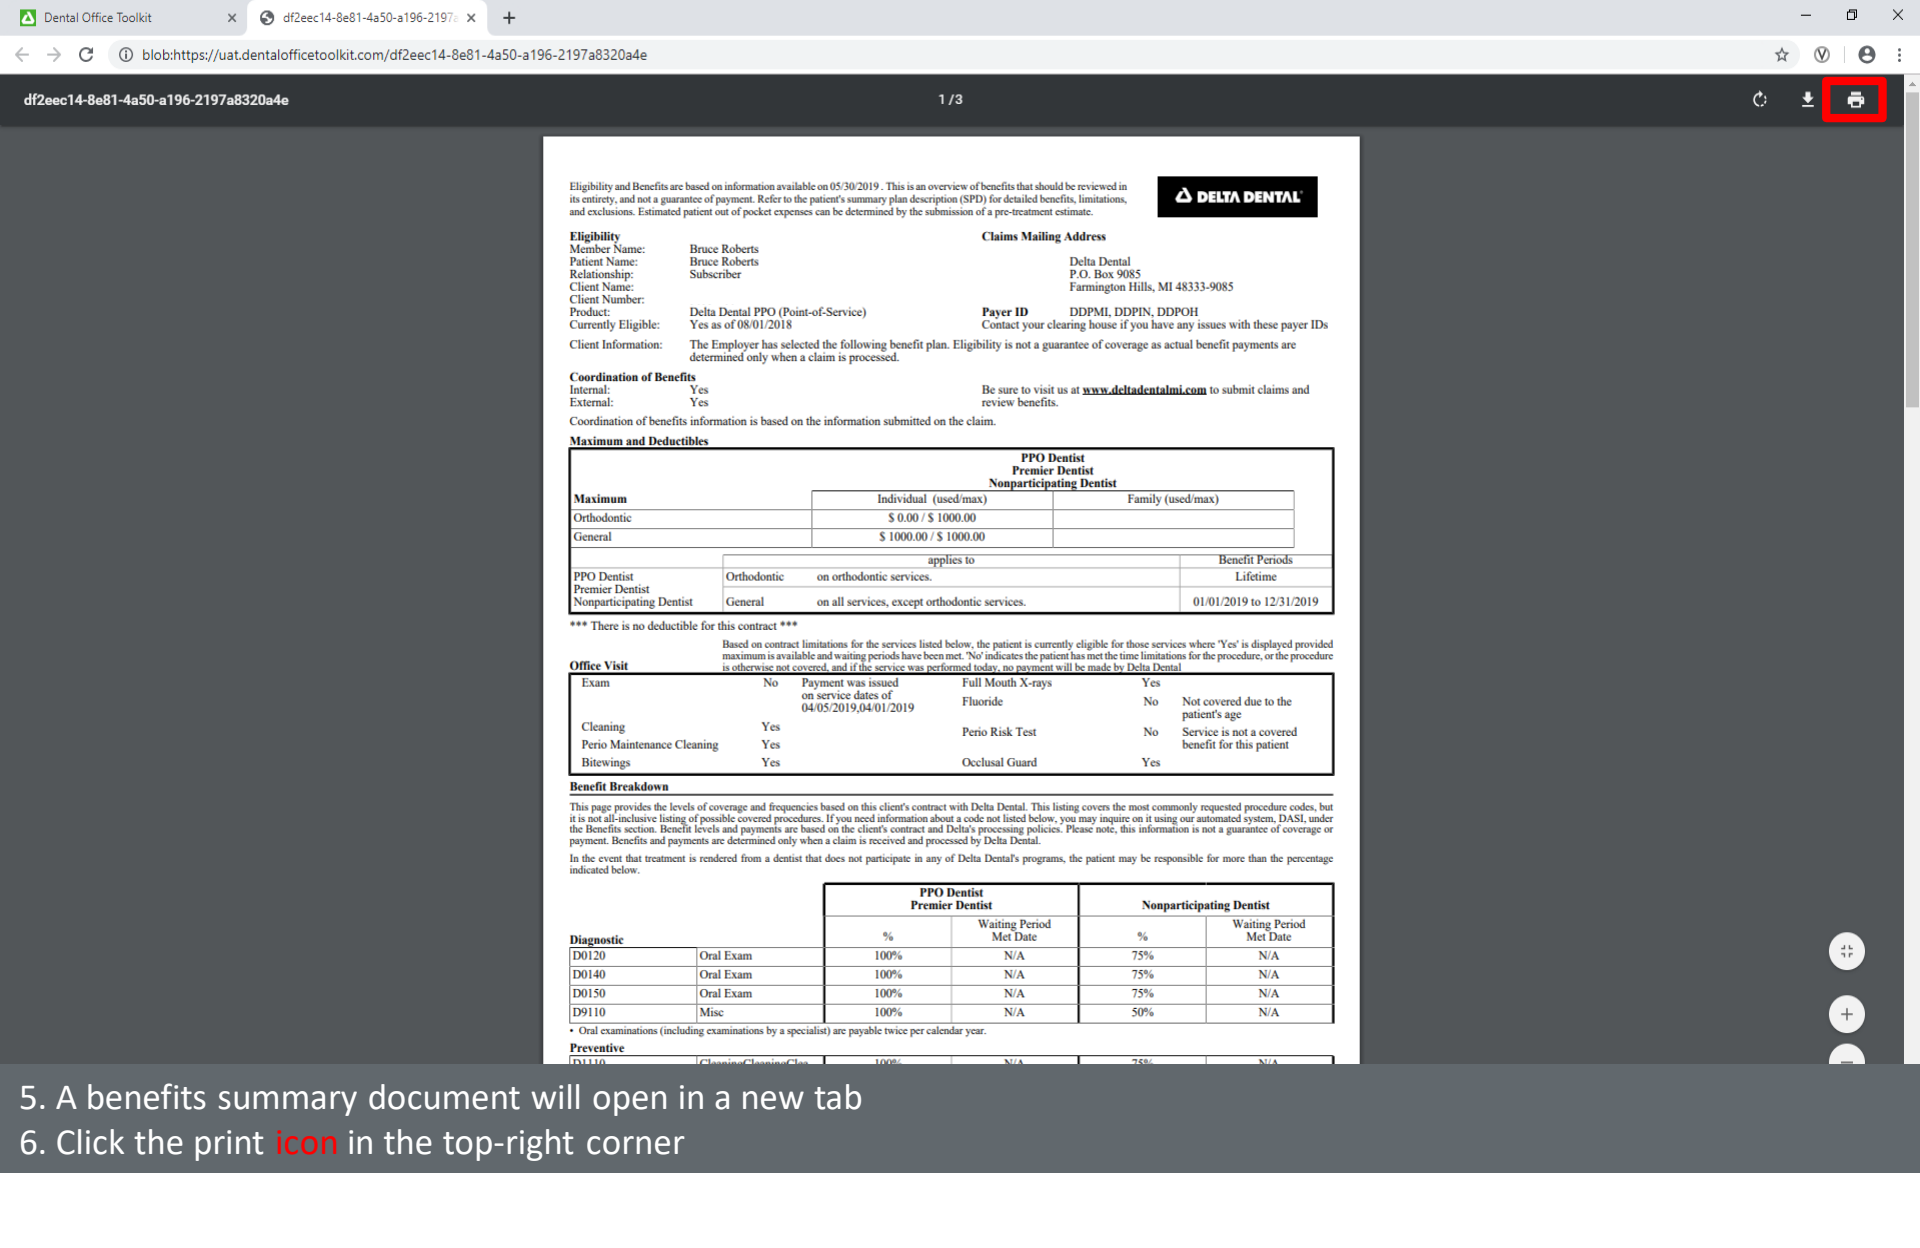 Dental Office Toolkit
df2eec14-8e81-4a50-a196-2197a
blob:https://uat.dentalofficetoolkit.com/df2eec14-8e81-4a50-a196-2197a8320a4e
df2eec14-8e81-4a50-a196-2197a8320a4e
1 / 3
Eligibility and Benefits are based on information available on 05/30/2019 . This is an overview of benefits that should be reviewed in
its entirety, and not a guarantee of payment. Refer to the patient's summary plan description (SPD) for detailed benefits, limitations,
and exclusions. Estimated patient out of pocket expenses can be determined by the submission of a pre-treatment estimate.
DELTA DENTAL
Eligibility
Member Name: Bruce Roberts
Patient Name: Bruce Roberts
Relationship: Subscriber
Client Name:
Client Number:
Product: Delta Dental PPO (Point-of-Service)
Currently Eligible: Yes as of 08/01/2018
Claims Mailing Address
Delta Dental
P.O. Box 9085
Farmington Hills, MI 48333-9085
Payer ID DDPMI, DDPIN, DDPOH
Contact your clearing house if you have any issues with these payer IDs
Client Information: The Employer has selected the following benefit plan. Eligibility is not a guarantee of coverage as actual benefit payments are
determined only when a claim is processed.
Coordination of Benefits
Internal: Yes
External: Yes
Be sure to visit us at www.deltadentalmi.com to submit claims and
review benefits.
Coordination of benefits information is based on the information submitted on the claim.
Maximum and Deductibles
PPO Dentist
Premier Dentist
Nonparticipating Dentist
Maximum Individual (used/max) Family (used/max)
Orthodontic $ 0.00 / $ 1000.00
General $ 1000.00 / $ 1000.00
applies to Benefit Periods
PPO Dentist Orthodontic on orthodontic services. Lifetime
Premier Dentist
Nonparticipating Dentist General on all services, except orthodontic services. 01/01/2019 to 12/31/2019
*** There is no deductible for this contract ***
Based on contract limitations for the services listed below, the patient is currently eligible for those services where 'Yes' is displayed provided
maximum is available and waiting periods have been met. 'No' indicates the patient has met the time limitations for the procedure, or the procedure
Office Visit is otherwise not covered, and if the service was performed today, no payment will be made by Delta Dental
Exam No Payment was issued
on service dates of
04/05/2019,04/01/2019
Cleaning Yes
Perio Maintenance Cleaning Yes
Bitewings Yes
Full Mouth X-rays Yes
Fluoride No Not covered due to the
patient's age
Perio Risk Test No Service is not a covered
benefit for this patient
Occlusal Guard Yes
Benefit Breakdown
This page provides the levels of coverage and frequencies based on this client's contract with Delta Dental. This listing covers the most commonly requested procedure codes, but
it is not all-inclusive listing of possible covered procedures. If you need information about a code not listed below, you may inquire on it using our automated system, DASI, under
the Benefits section. Benefit levels and payments are based on the client's contract and Delta's processing policies. Please note, this information is not a guarantee of coverage or
payment. Benefits and payments are determined only when a claim is received and processed by Delta Dental.
In the event that treatment is rendered from a dentist that does not participate in any of Delta Dental's programs, the patient may be responsible for more than the percentage
indicated below.
PPO Dentist
Premier Dentist Nonparticipating Dentist
Waiting Period Waiting Period
Diagnostic % Met Date % Met Date
D0120 Oral Exam 100% N/A 75% N/A
D0140 Oral Exam 100% N/A 75% N/A
D0150 Oral Exam 100% N/A 75% N/A
D9110 Misc 100% N/A 50% N/A
• Oral examinations (including examinations by a specialist) are payable twice per calendar year.
Preventive
D1110 CleaningCleaningClea 100% N/A 75% N/A
5. A benefits summary document will open in a new tab
6. Click the print icon in the top-right corner